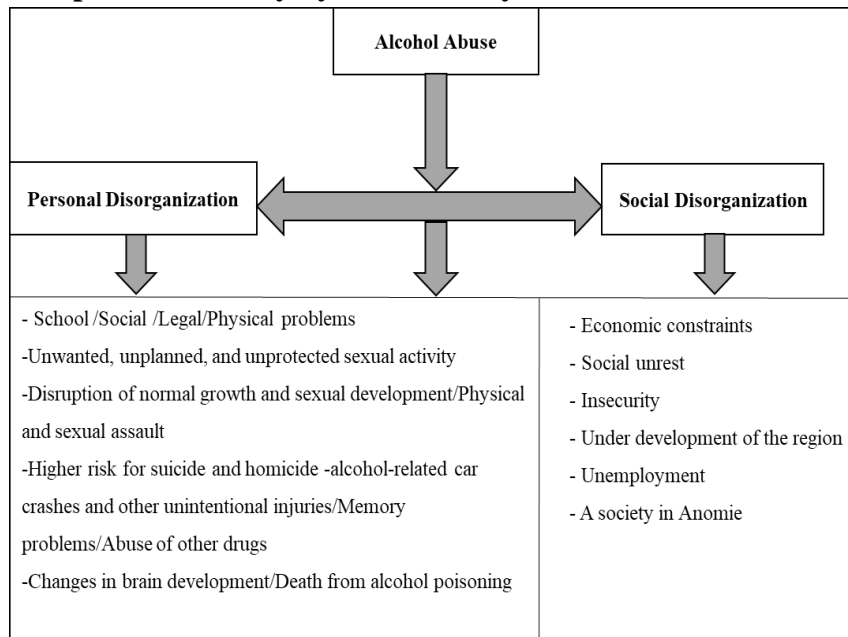 Alcohol Abuse
Personal Disorganization
Social Disorganization
- School /Social /Legal/Physical problems
-Unwanted, unplanned, and unprotected sexual activity
-Disruption of normal growth and sexual development/Physical
and sexual assault
-Higher risk for suicide and homicide -alcohol-related car
crashes and other unintentional injuries/Memory
problems/Abuse of other drugs
-Changes in brain development/Death from alcohol poisoning
- Economic constraints
- Social unrest
- Insecurity
- Under development of the region
- Unemployment
- A society in Anomie